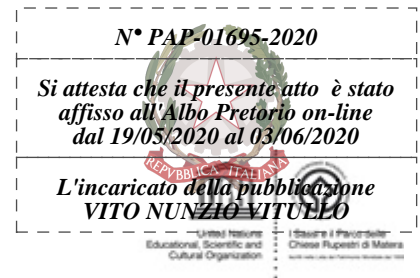 N° PAP-01695-2020
Si attesta che il presente atto è stato
affisso all'Albo Pretorio on-line
dal 19/05/2020 al 03/06/2020
L'incaricato della pubblicazione
VITO NUNZIO VITULLO
REPVBBLICA ITALIANA
United Nations
Educational, Scientific and
Cultural Organization
I Sassi e il Parco delle
Chiese Rupestri di Matera